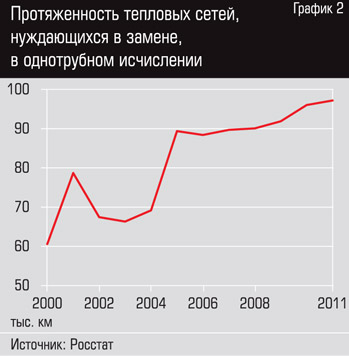 График 2
Протяженность тепловых сетей,
нуждающихся в замене,
в однотрубном исчислении
100
90
80
70
60
50
2000 2002 2004 2006 2008 2011
тыс. км
Источник: Росстат